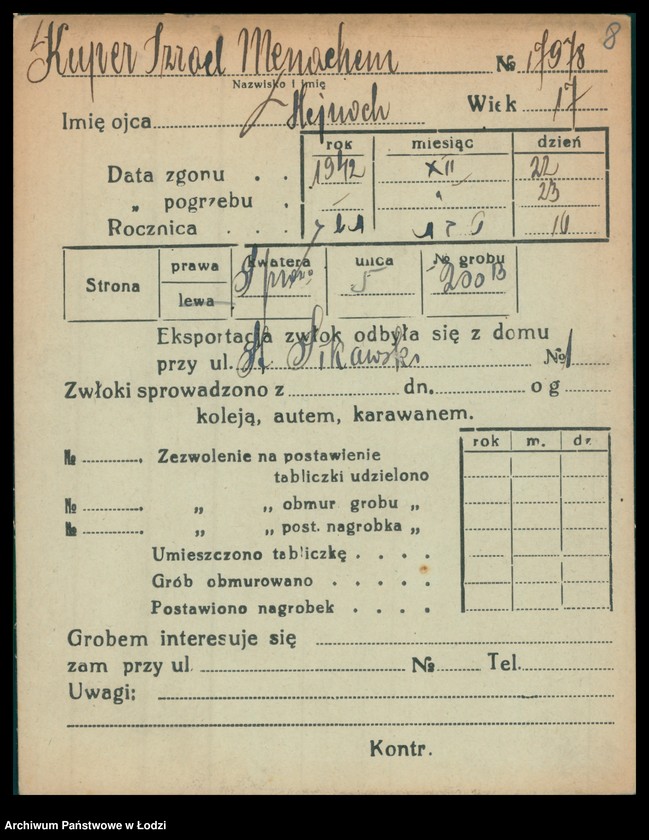 Kuper Izrael Menachem № 17978 8
Nazwisko i Imię
Imię ojca Hejnoch Wiek 17
rok miesiąc dzień
Data zgonu . . 1942 XII 22
„ pogrzebu . 23
Rocznica . . .
Strona prawa lewa Kwatera ulica № grobu
5 200 B
Eksportacja zwłok odbyła się z domu
przy ul. № 1
Zwłoki sprowadzono z dn. o g
koleją, autem, karawanem.
rok m. dz.
№ Zezwolenie na postawienie
tabliczki udzielono
№ „ „ obmur. grobu „
№ „ „ post. nagrobka „
Umieszczono tabliczkę . . . .
Grób obmurowano . . . . .
Postawiono nagrobek . . . .
Grobem interesuje się
zam przy ul. № Tel.
Uwagi:
Kontr.
Archiwum Państwowe w Łodzi